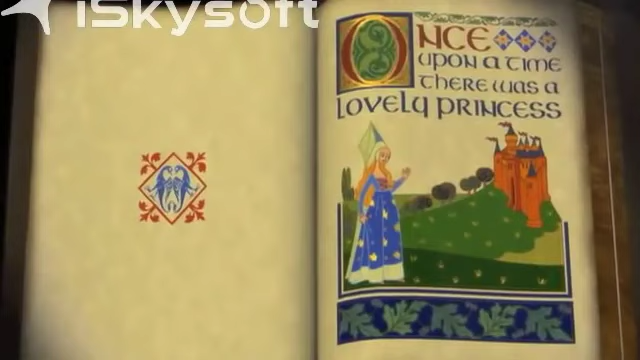 iSkysoft
ONCE
UPON A TIME
THERE WAS A
LOVELY PRINCESS